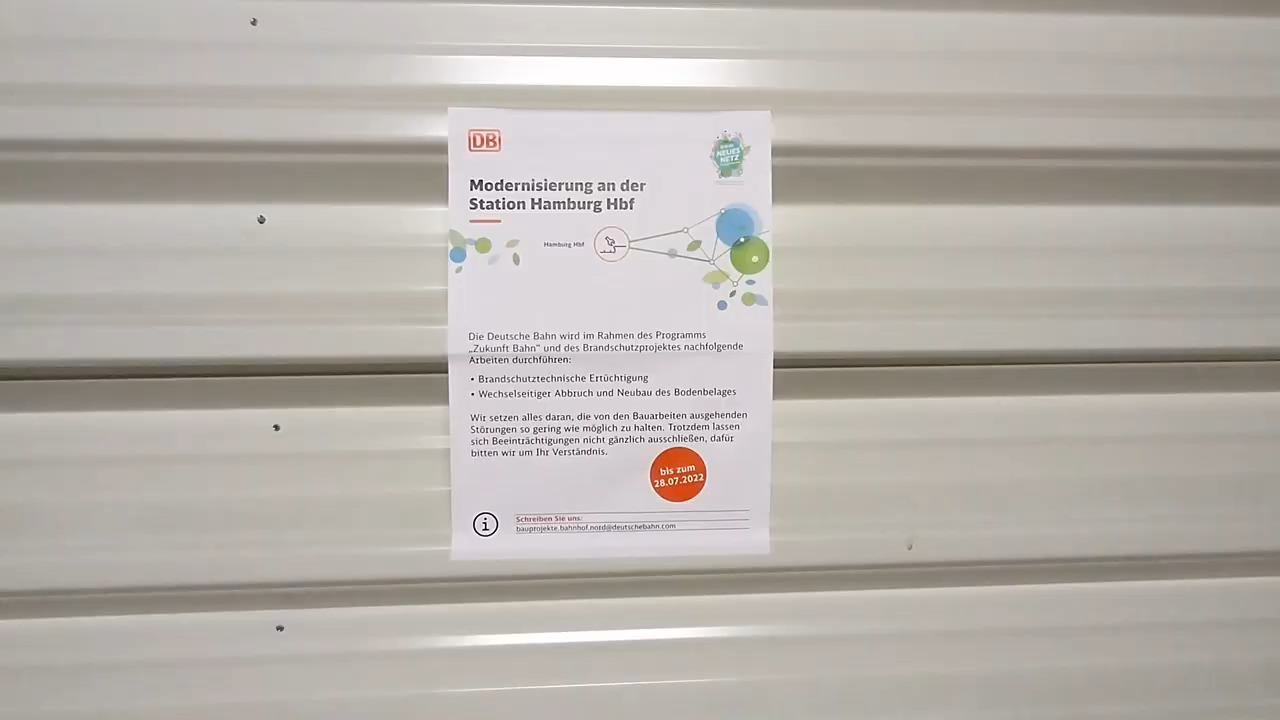 DB
NEUES
NETZ
Modernisierung an der
Station Hamburg Hbf
Hamburg Hbf
Die Deutsche Bahn wird im Rahmen des Programms
„Zukunft Bahn“ und des Brandschutzprojektes nachfolgende
Arbeiten durchführen:
• Brandschutztechnische Ertüchtigung
• Wechselseitiger Abbruch und Neubau des Bodenbelages
Wir setzen alles daran, die von den Bauarbeiten ausgehenden
Störungen so gering wie möglich zu halten. Trotzdem lassen
sich Beeinträchtigungen nicht gänzlich ausschließen, dafür
bitten wir um Ihr Verständnis.
bis zum
28.07.2022
i
Schreiben Sie uns:
bauprojekte.bahnhof.nord@deutschebahn.com